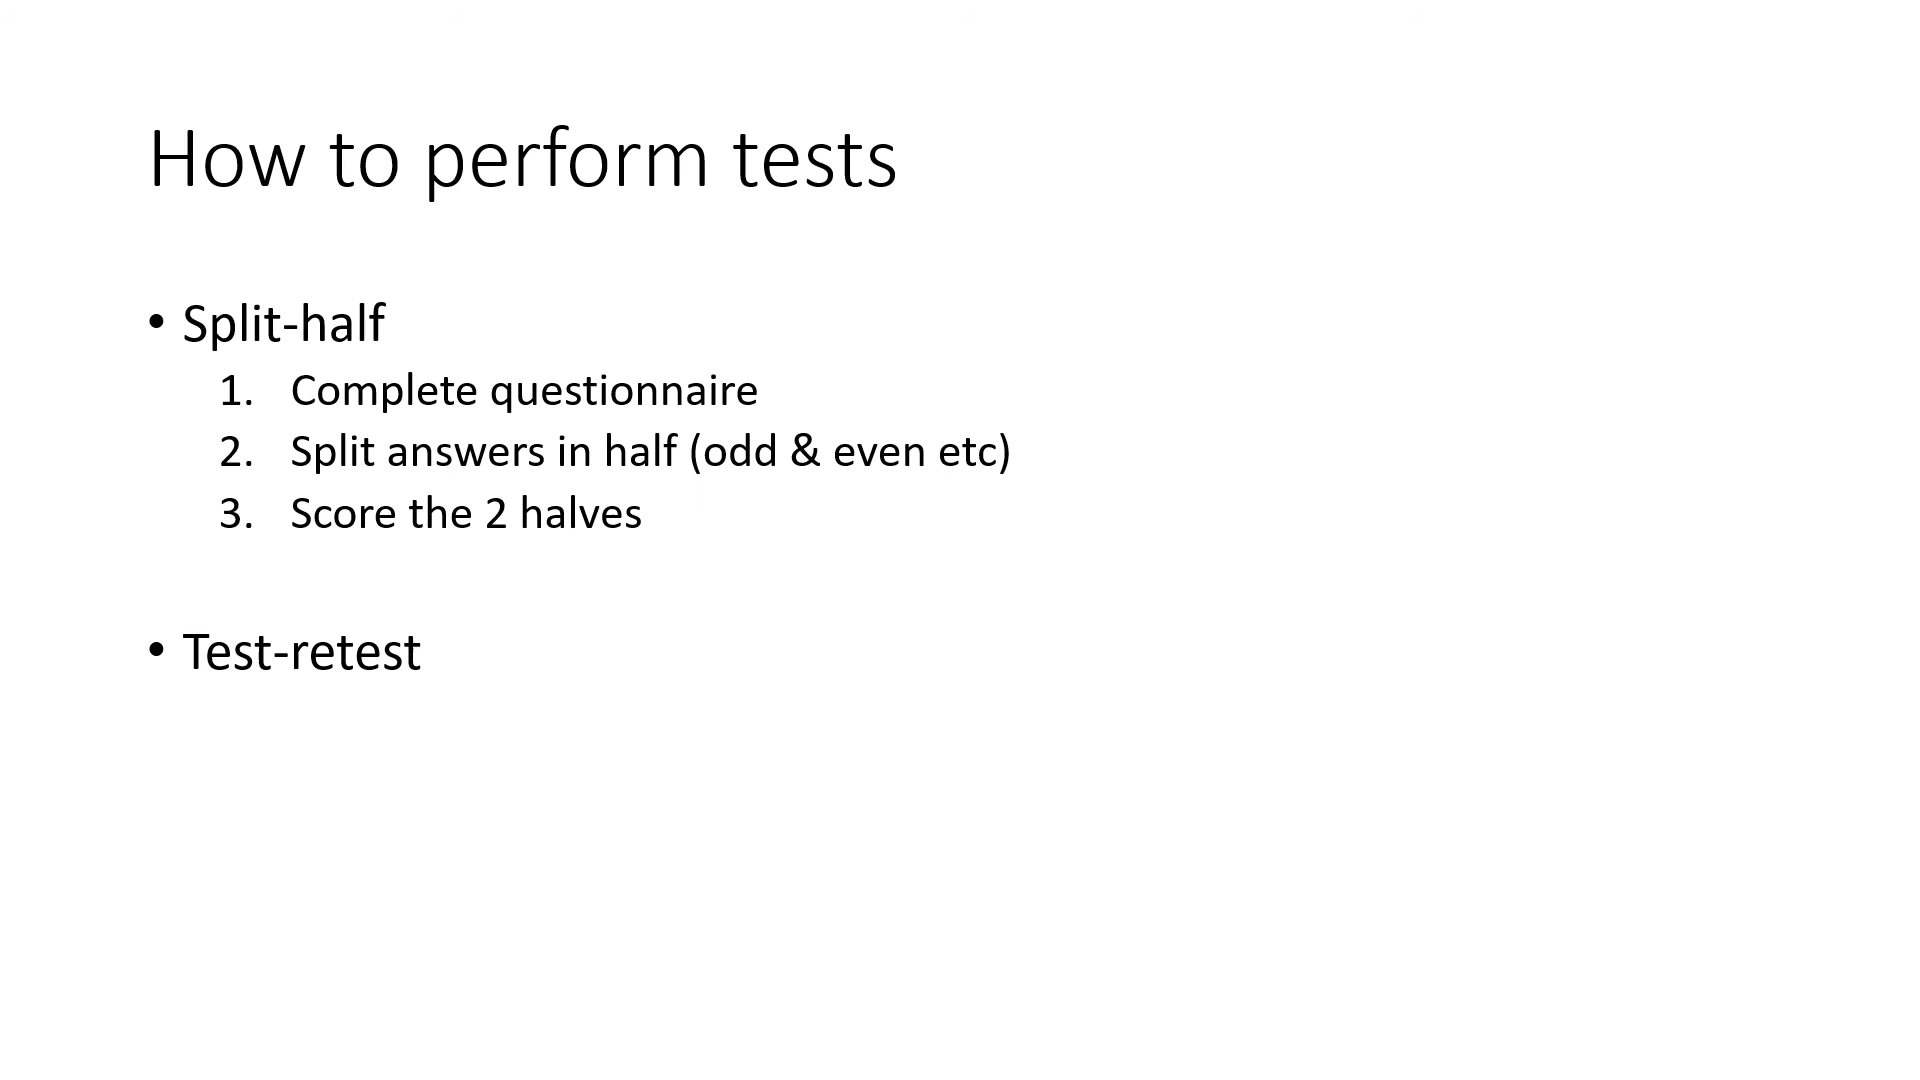 How to perform tests
• Split-half
1. Complete questionnaire
2. Split answers in half (odd & even etc)
3. Score the 2 halves
• Test-retest